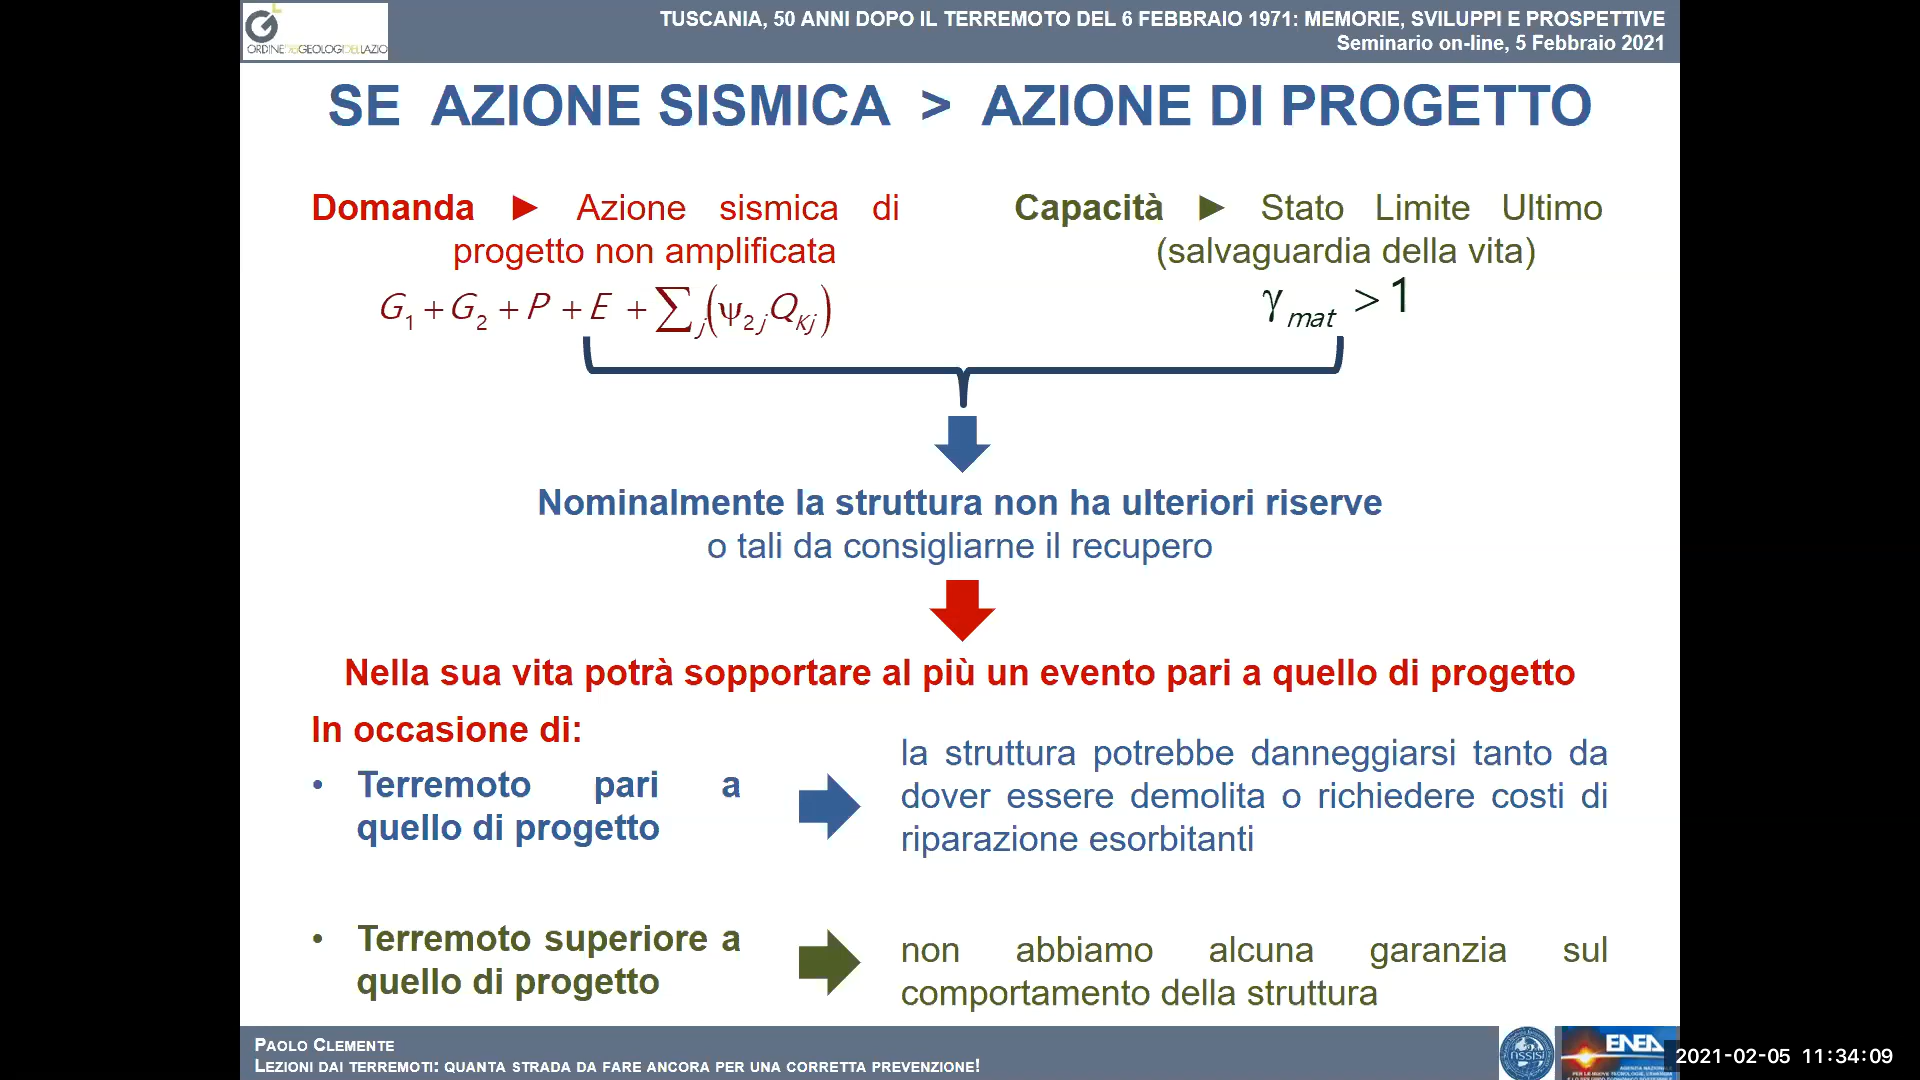 ORDINE DEI GEOLOGI DEL LAZIO
TUSCANIA, 50 ANNI DOPO IL TERREMOTO DEL 6 FEBBRAIO 1971: MEMORIE, SVILUPPI E PROSPETTIVE
Seminario on-line, 5 Febbraio 2021
SE AZIONE SISMICA > AZIONE DI PROGETTO
Domanda ► Azione sismica di
progetto non amplificata
G₁ + G₂ + P + E + ∑ⱼ(ψ₂ⱼQ_Kj)
Capacità ► Stato Limite Ultimo
(salvaguardia della vita)
γ_mat > 1
Nominalmente la struttura non ha ulteriori riserve
o tali da consigliarne il recupero
Nella sua vita potrà sopportare al più un evento pari a quello di progetto
In occasione di:
• Terremoto pari a
quello di progetto
la struttura potrebbe danneggiarsi tanto da
dover essere demolita o richiedere costi di
riparazione esorbitanti
• Terremoto superiore a
quello di progetto
non abbiamo alcuna garanzia sul
comportamento della struttura
PAOLO CLEMENTE
LEZIONI DAI TERREMOTI: QUANTA STRADA DA FARE ANCORA PER UNA CORRETTA PREVENZIONE!
ENEA
2021-02-05 11:34:09